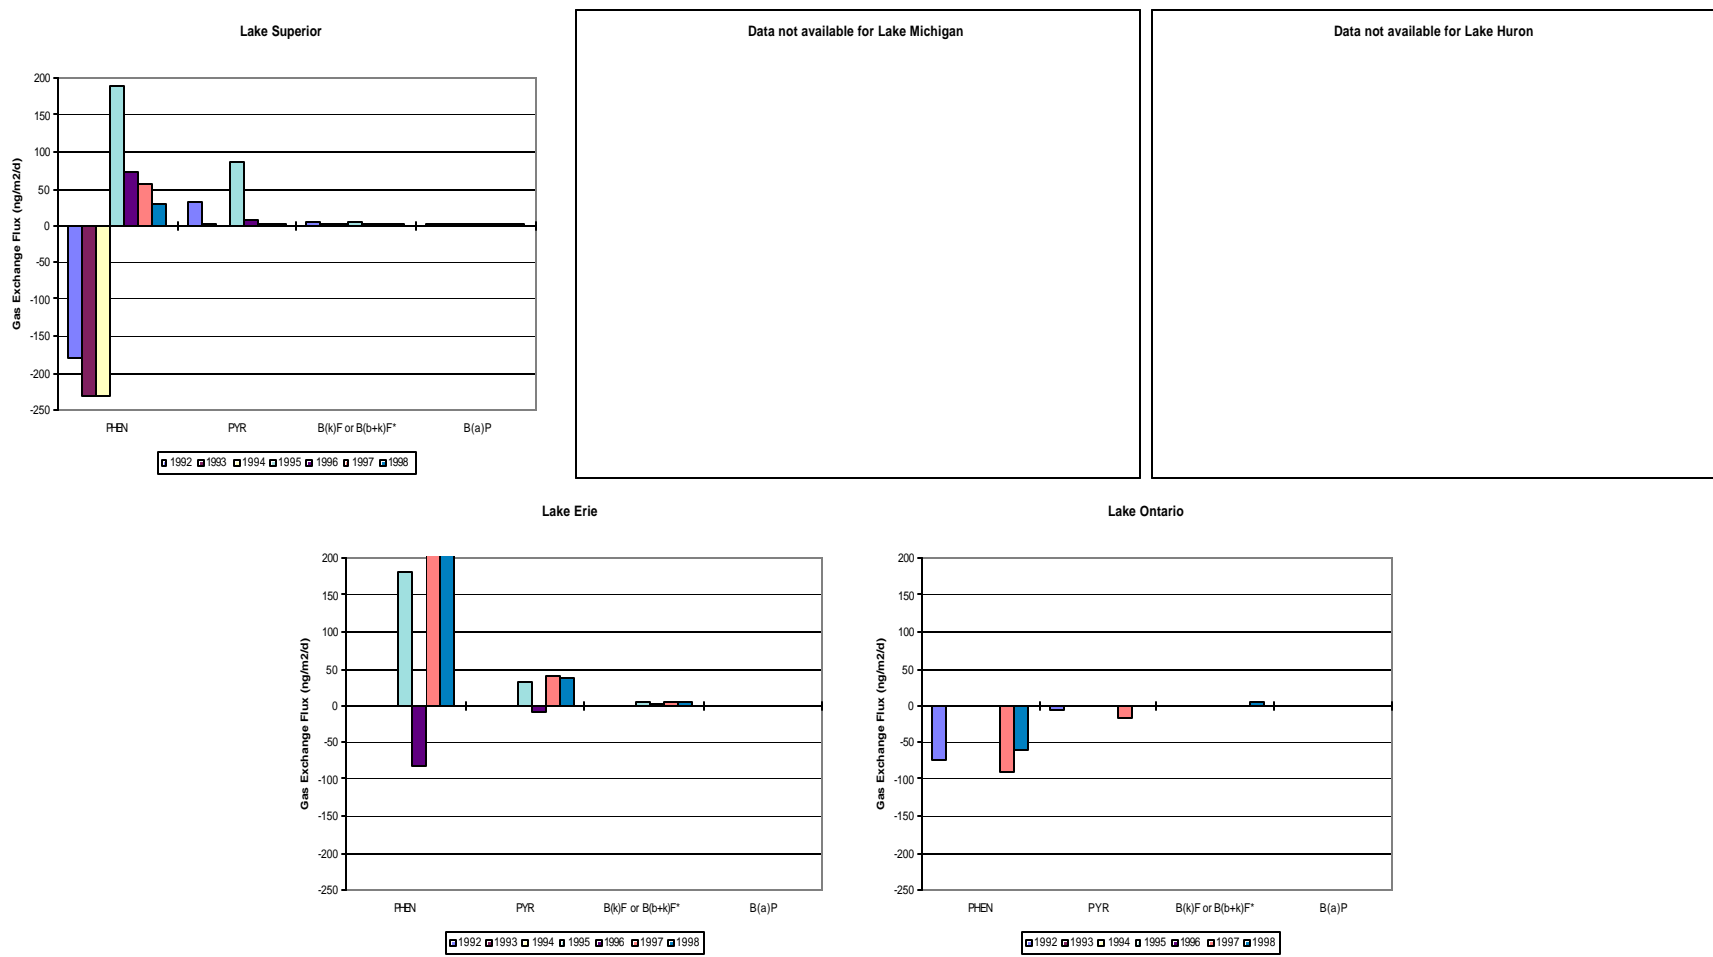 Lake Superior
Data not available for Lake Michigan
Data not available for Lake Huron
Gas Exchange Flux (ng/m2/d)
200
150
100
50
0
-50
-100
-150
-200
-250
PHEN PYR B(k)F or B(b+k)F* B(a)P
1992 1993 1994 1995 1996 1997 1998
Lake Erie
Gas Exchange Flux (ng/m2/d)
200
150
100
50
0
-50
-100
-150
-200
-250
PHEN PYR B(k)F or B(b+k)F* B(a)P
1992 1993 1994 1995 1996 1997 1998
Lake Ontario
Gas Exchange Flux (ng/m2/d)
200
150
100
50
0
-50
-100
-150
-200
-250
PHEN PYR B(k)F or B(b+k)F* B(a)P
1992 1993 1994 1995 1996 1997 1998